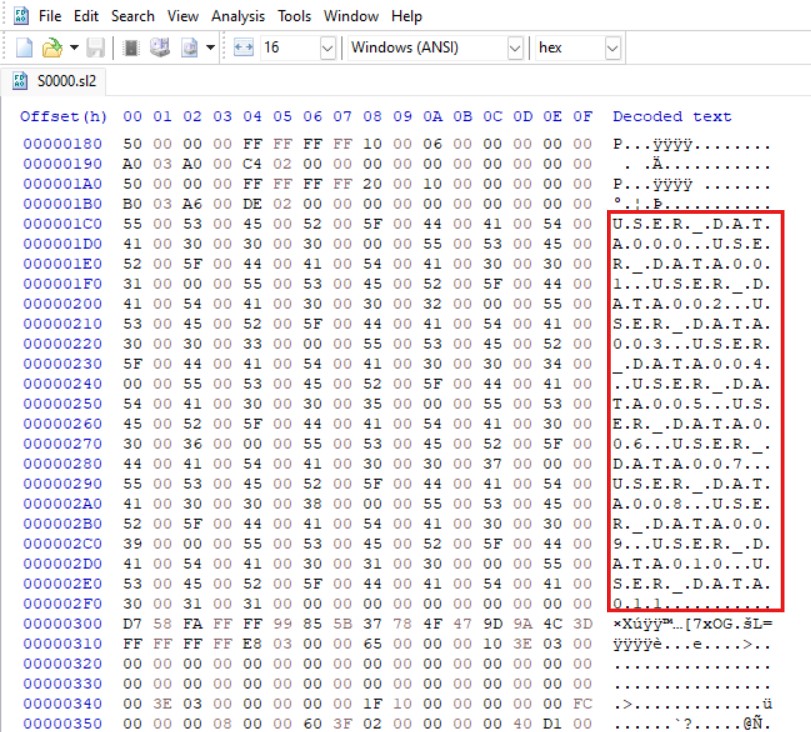 File Edit Search View Analysis Tools Window Help
16 Windows (ANSI) hex
S0000.sl2
Offset(h) 00 01 02 03 04 05 06 07 08 09 0A 0B 0C 0D 0E 0F Decoded text
00000180 50 00 00 00 FF FF FF FF 10 00 06 00 00 00 00 00 P...ÿÿÿÿ........
00000190 A0 03 A0 00 C4 02 00 00 00 00 00 00 00 00 00 00  . .Ä...........
000001A0 50 00 00 00 FF FF FF FF 20 00 10 00 00 00 00 00 P...ÿÿÿÿ .......
000001B0 B0 03 A6 00 DE 02 00 00 00 00 00 00 00 00 00 00 °.¦.Þ...........
000001C0 55 00 53 00 45 00 52 00 5F 00 44 00 41 00 54 00 U.S.E.R._.D.A.T.
000001D0 41 00 30 00 30 00 30 00 00 00 55 00 53 00 45 00 A.0.0.0...U.S.E.
000001E0 52 00 5F 00 44 00 41 00 54 00 41 00 30 00 30 00 R._.D.A.T.A.0.0.
000001F0 31 00 00 00 55 00 53 00 45 00 52 00 5F 00 44 00 1...U.S.E.R._.D.
00000200 41 00 54 00 41 00 30 00 30 00 32 00 00 00 55 00 A.T.A.0.0.2...U.
00000210 53 00 45 00 52 00 5F 00 44 00 41 00 54 00 41 00 S.E.R._.D.A.T.A.
00000220 30 00 30 00 33 00 00 00 55 00 53 00 45 00 52 00 0.0.3...U.S.E.R.
00000230 5F 00 44 00 41 00 54 00 41 00 30 00 30 00 34 00 _.D.A.T.A.0.0.4.
00000240 00 00 55 00 53 00 45 00 52 00 5F 00 44 00 41 00 ..U.S.E.R._.D.A.
00000250 54 00 41 00 30 00 30 00 35 00 00 00 55 00 53 00 T.A.0.0.5...U.S.
00000260 45 00 52 00 5F 00 44 00 41 00 54 00 41 00 30 00 E.R._.D.A.T.A.0.
00000270 30 00 36 00 00 00 55 00 53 00 45 00 52 00 5F 00 0.6...U.S.E.R._.
00000280 44 00 41 00 54 00 41 00 30 00 30 00 37 00 00 00 D.A.T.A.0.0.7...
00000290 55 00 53 00 45 00 52 00 5F 00 44 00 41 00 54 00 U.S.E.R._.D.A.T.
000002A0 41 00 30 00 30 00 38 00 00 00 55 00 53 00 45 00 A.0.0.8...U.S.E.
000002B0 52 00 5F 00 44 00 41 00 54 00 41 00 30 00 30 00 R._.D.A.T.A.0.0.
000002C0 39 00 00 00 55 00 53 00 45 00 52 00 5F 00 44 00 9...U.S.E.R._.D.
000002D0 41 00 54 00 41 00 30 00 31 00 30 00 00 00 55 00 A.T.A.0.1.0...U.
000002E0 53 00 45 00 52 00 5F 00 44 00 41 00 54 00 41 00 S.E.R._.D.A.T.A.
000002F0 30 00 31 00 31 00 00 00 00 00 00 00 00 00 00 00 0.1.1...........
00000300 D7 58 FA FF FF 99 85 5B 37 78 4F 47 9D 9A 4C 3D ×Xúÿÿ™…[7xOG.šL=
00000310 FF FF FF FF E8 03 00 00 65 00 00 00 10 3E 03 00 ÿÿÿÿè...e....>..
00000320 00 00 00 00 00 00 00 00 00 00 00 00 00 00 00 00 ................
00000330 00 00 00 00 00 00 00 00 00 00 00 00 00 00 00 00 ................
00000340 00 3E 03 00 00 00 00 00 1F 10 00 00 00 00 00 FC .>.............ü
00000350 00 00 00 00 08 00 00 60 3F 02 00 00 00 00 40 D1 00 ......`?.....@Ñ.